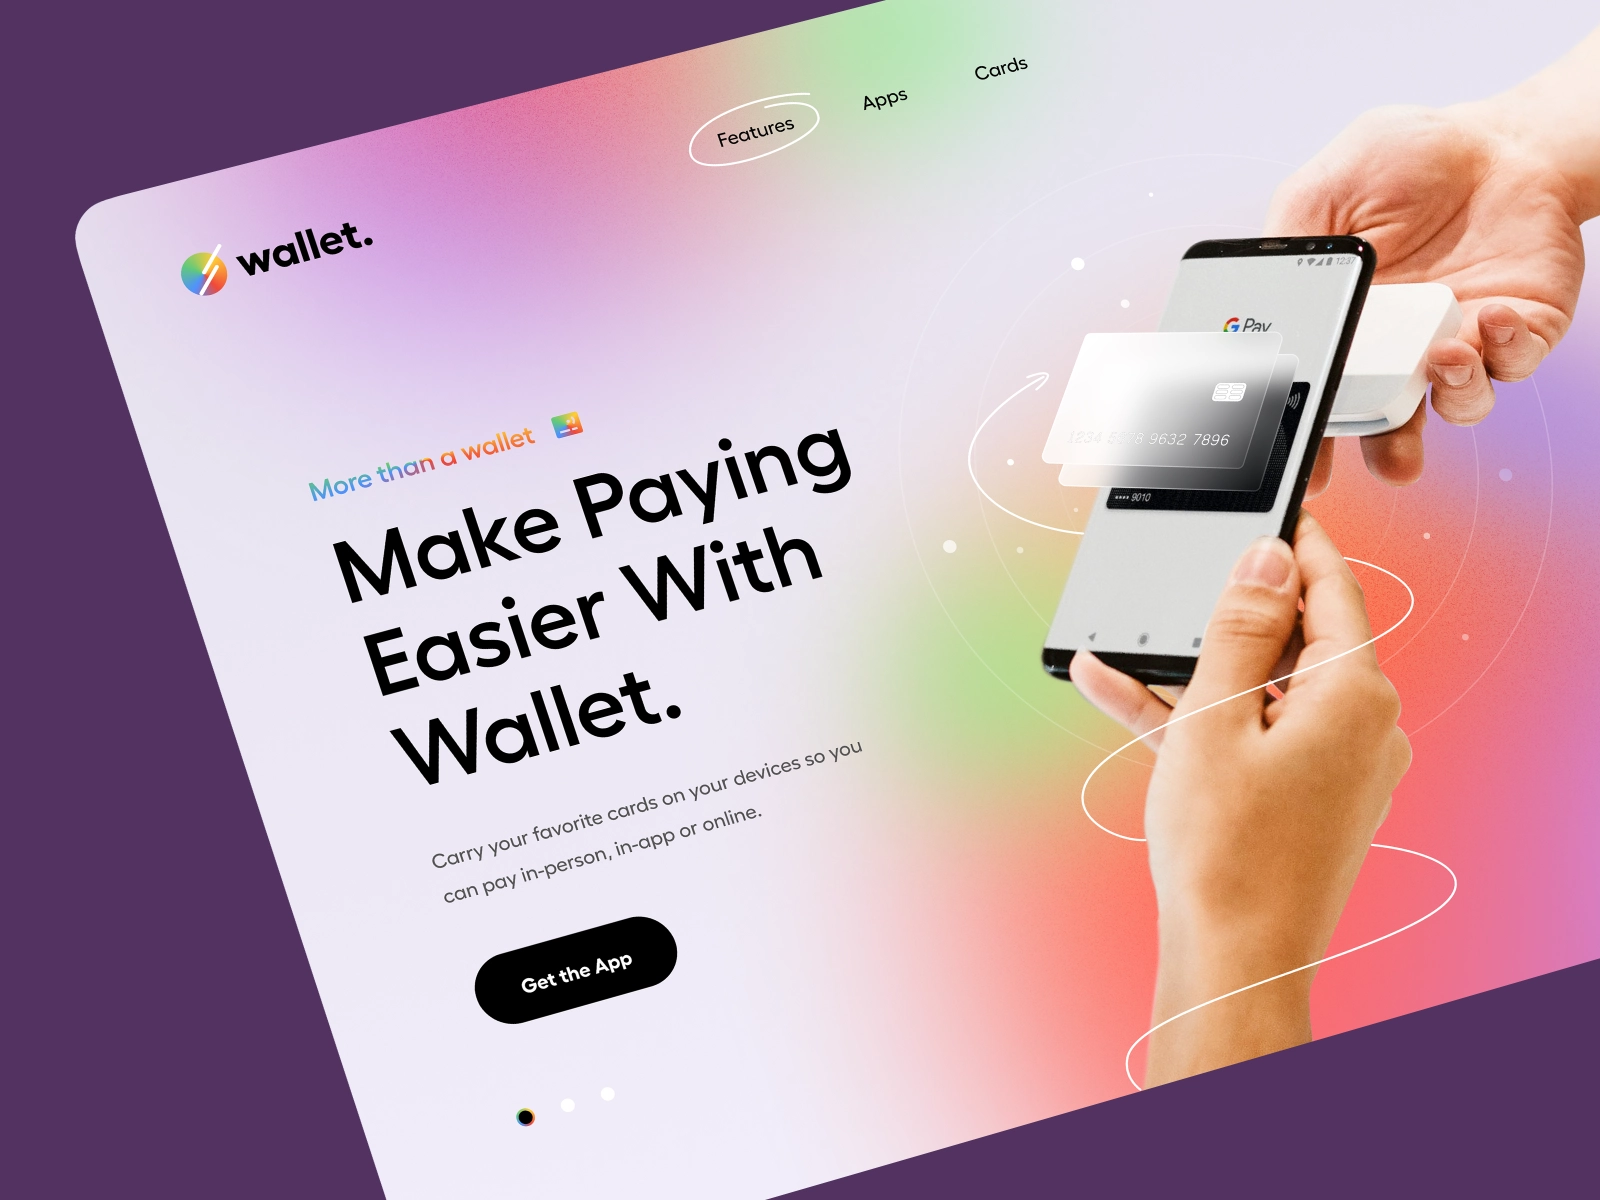 Features
Apps
Cards
wallet.
More than a wallet
Make Paying
Easier With
Wallet.
Carry your favorite cards on your devices so you
can pay in-person, in-app or online.
Get the App
12:37
G Pay
1234 5678 9632 7896
•••• 9010